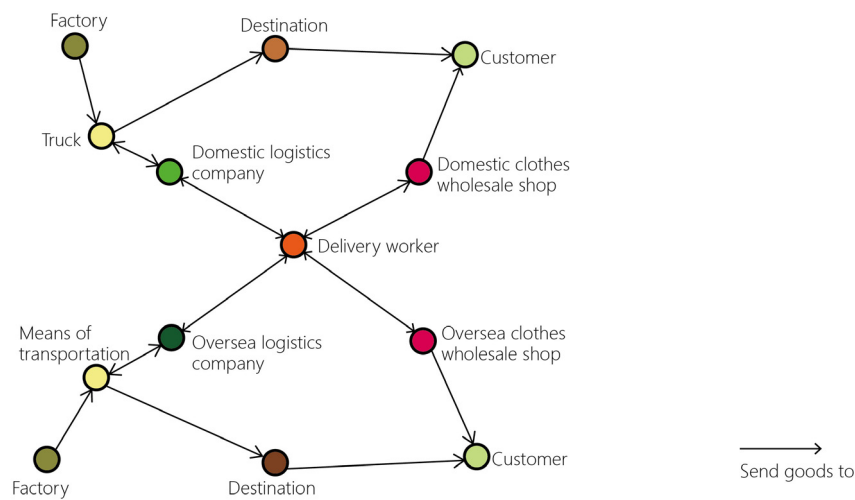 Factory
Destination
Customer
Truck
Domestic logistics
company
Domestic clothes
wholesale shop
Delivery worker
Means of
transportation
Oversea logistics
company
Oversea clothes
wholesale shop
Factory
Destination
Customer
Send goods to